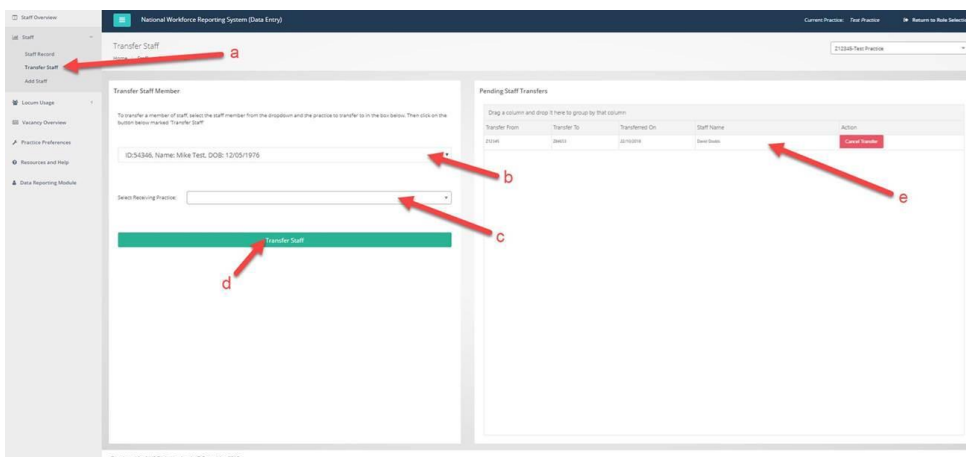 Staff Overview
National Workforce Reporting System (Data Entry)
Current Practice: Test Practice
Return to Role Selectio
Staff
Staff Record
Transfer Staff
Add Staff
Locum Usage
Vacancy Overview
Practice Preferences
Resources and Help
Data Reporting Module
a
Transfer Staff
Home
212345-Test Practice
Transfer Staff Member
To transfer a member of staff, select the staff member from the dropdown and the practice to transfer to in the box below. Then click on the
button below marked 'Transfer Staff'
ID:54346, Name: Mike Test, DOB: 12/05/1976
b
Select Receiving Practice:
c
Transfer Staff
d
Pending Staff Transfers
Drag a column and drop it here to group by that column
Transfer From Transfer To Transferred On Staff Name Action
Cancel Transfer
e